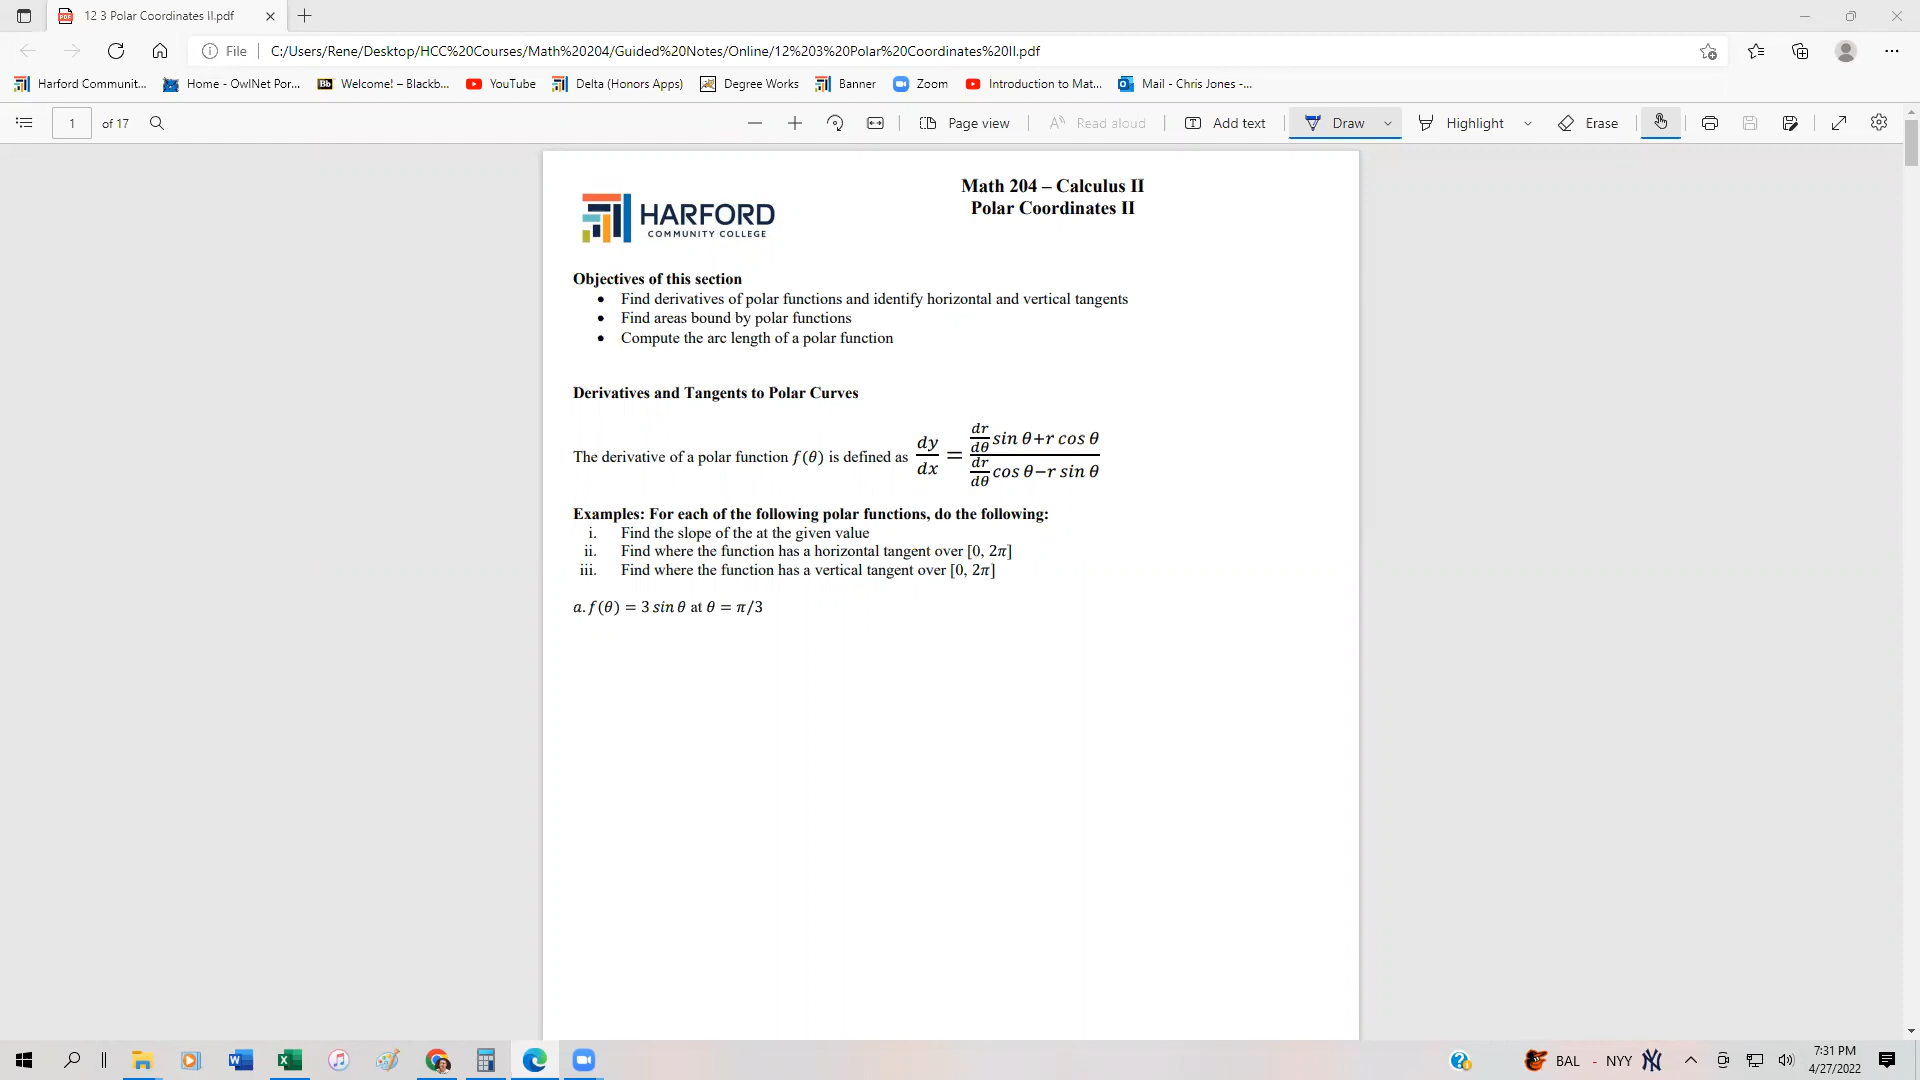 12 3 Polar Coordinates II.pdf
File
C:/Users/Rene/Desktop/HCC%20Courses/Math%20204/Guided%20Notes/Online/12%203%20Polar%20Coordinates%20II.pdf
Harford Communit... Home - OwlNet Por... Bb Welcome! – Blackb... YouTube Delta (Honors Apps) Degree Works Banner Zoom Introduction to Mat... Mail - Chris Jones -...
1 of 17 Page view Read aloud Add text Draw Highlight Erase
Math 204 – Calculus II
Polar Coordinates II
HARFORD
COMMUNITY COLLEGE
Objectives of this section
• Find derivatives of polar functions and identify horizontal and vertical tangents
• Find areas bound by polar functions
• Compute the arc length of a polar function
Derivatives and Tangents to Polar Curves
The derivative of a polar function f(θ) is defined as dy/dx = (dr/dθ sin θ+r cos θ)/(dr/dθ cos θ−r sin θ)
Examples: For each of the following polar functions, do the following:
i. Find the slope of the at the given value
ii. Find where the function has a horizontal tangent over [0, 2π]
iii. Find where the function has a vertical tangent over [0, 2π]
a. f(θ) = 3 sin θ at θ = π/3
BAL - NYY
7:31 PM
4/27/2022